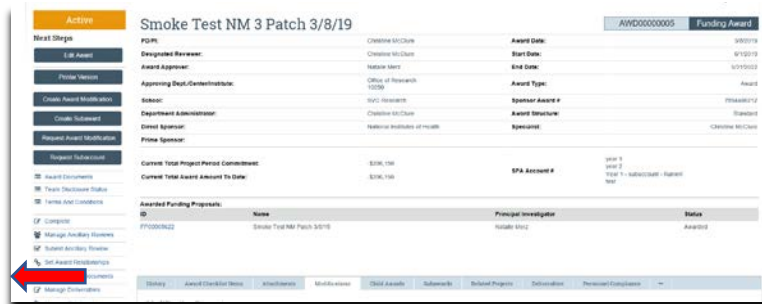 Active
Smoke Test NM 3 Patch 3/8/19
AWD00000005
Funding Award
Next Steps
Edit Award
Printer Version
Create Award Modification
Create Subaward
Request Award Modification
Request Subaccount
Award Documents
Team Disclosure Status
Terms And Conditions
Complete
Manage Ancillary Reviews
Submit Ancillary Review
Set Award Relationships
Manage Deliverables
PD/PI: Christine McClure
Designated Reviewer: Christine McClure
Award Approver: Natalie Merz
Approving Dept./Center/Institute: Office of Research
School: SVC Research
Department Administrator: Christine McClure
Direct Sponsor: National Institutes of Health
Prime Sponsor:
Award Date:
Start Date:
End Date:
Award Type: Award
Sponsor Award #
Award Structure: Standard
Specialist: Christine McClure
Current Total Project Period Commitment:
Current Total Award Amount To Date:
SPA Account #
year 1
year 2
Awarded Funding Proposals:
ID Name Principal Investigator Status
Smoke Test NM Patch 3/8/19 Natalie Merz Awarded
History Award Checklist Items Attachments Modifications Child Awards Subawards Related Projects Deliverables Personnel Compliance